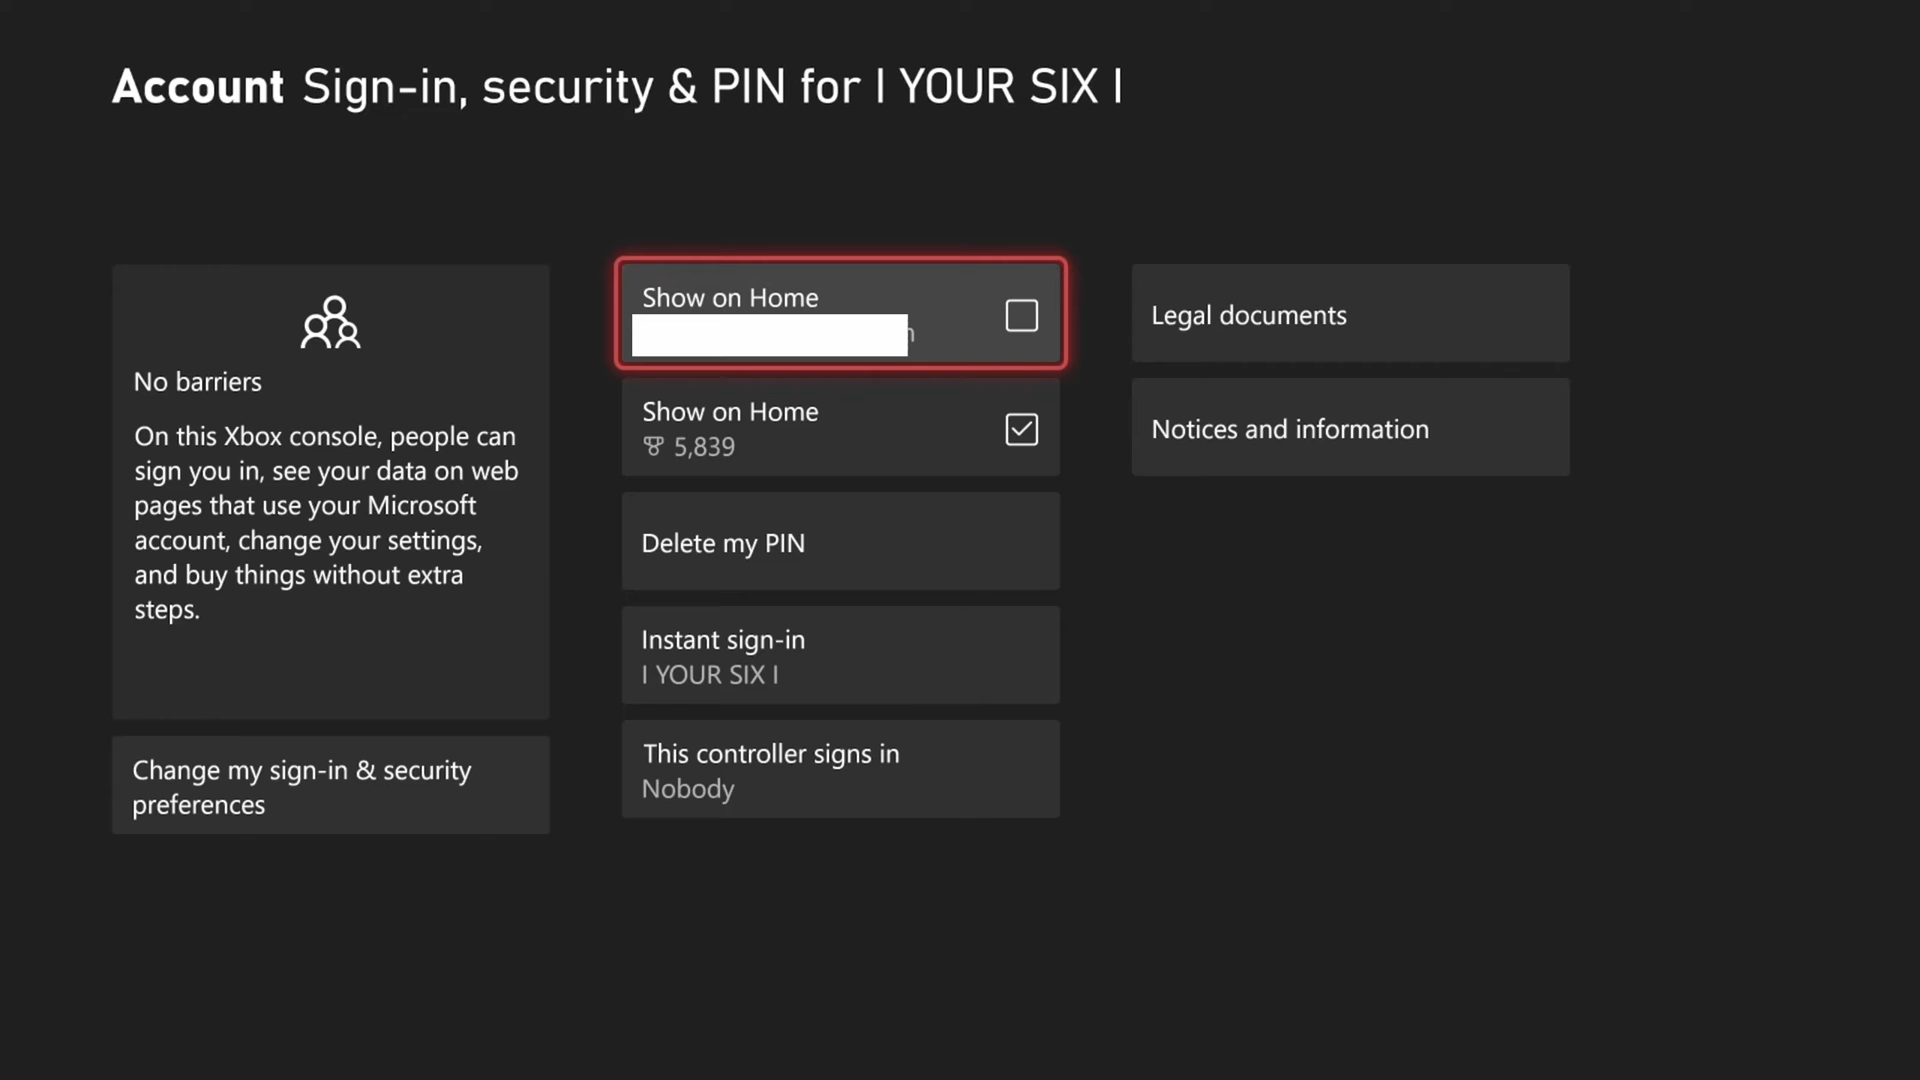 Account Sign-in, security & PIN for I YOUR SIX I
No barriers
On this Xbox console, people can
sign you in, see your data on web
pages that use your Microsoft
account, change your settings,
and buy things without extra
steps.
Change my sign-in & security
preferences
Show on Home
Show on Home
5,839
Delete my PIN
Instant sign-in
I YOUR SIX I
This controller signs in
Nobody
Legal documents
Notices and information